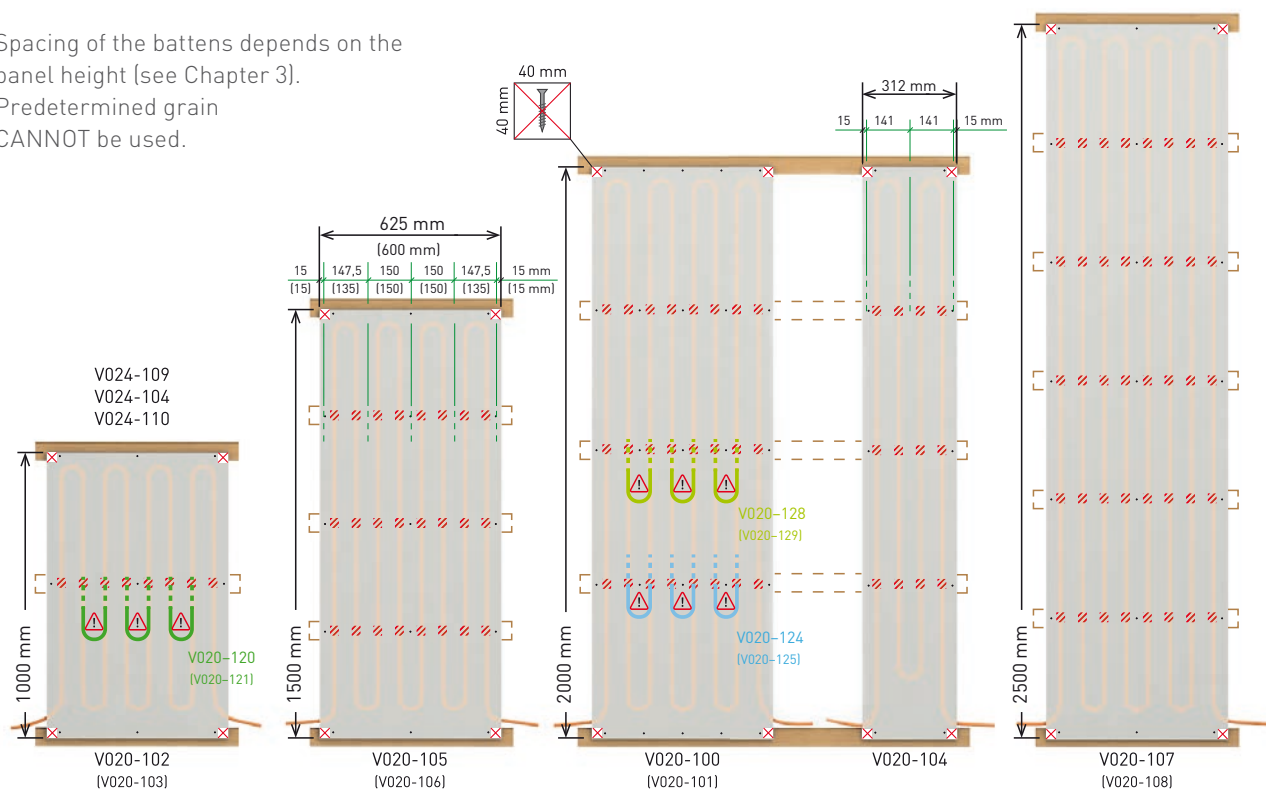 Spacing of the battens depends on the
panel height (see Chapter 3).
Predetermined grain
CANNOT be used.
40 mm
40 mm
312 mm
15 141 141 15 mm
625 mm
(600 mm)
15 147,5 150 150 147,5 15 mm
(15) (135) (150) (150) (135) (15 mm)
V024-109
V024-104
V024-110
V020-128
(V020-129)
V020-124
(V020-125)
V020-120
(V020-121)
1000 mm
1500 mm
2000 mm
2500 mm
V020-102
(V020-103)
V020-105
(V020-106)
V020-100
(V020-101)
V020-104
V020-107
(V020-108)